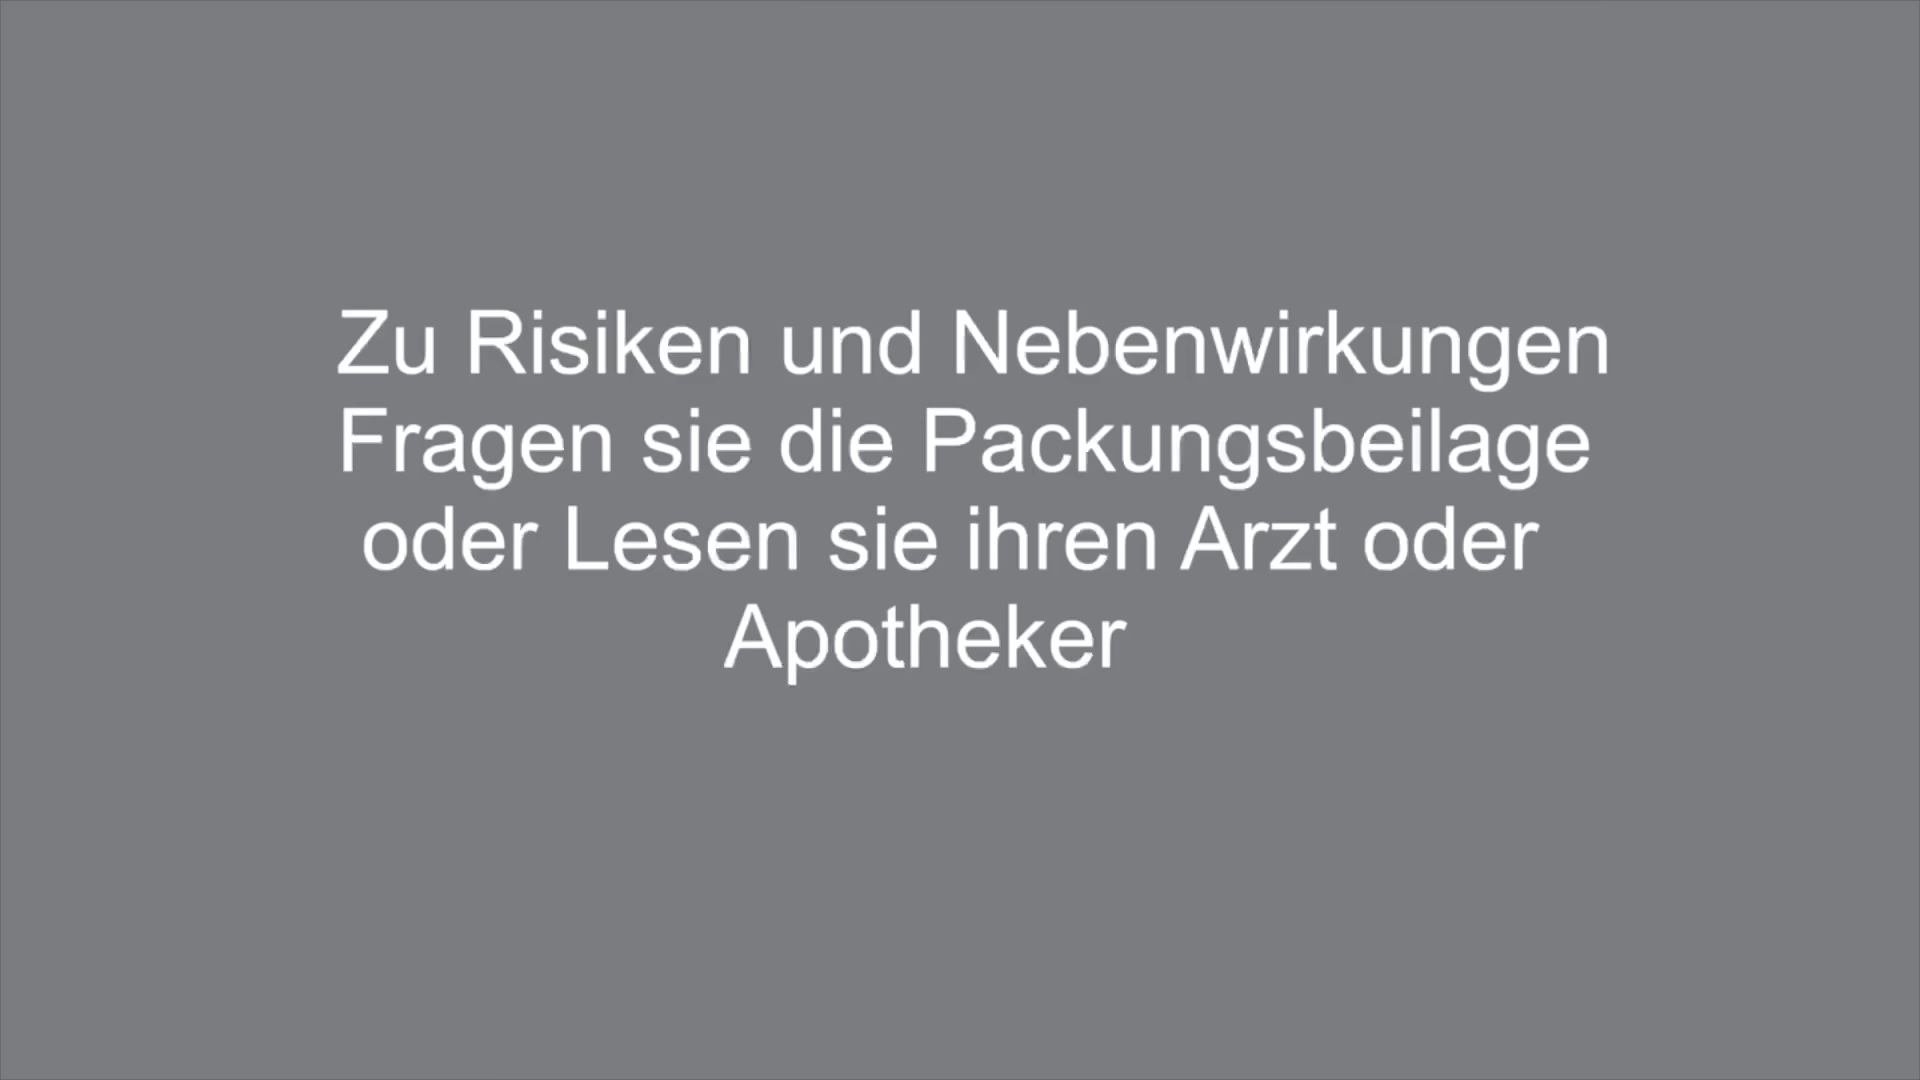 Zu Risiken und Nebenwirkungen
Fragen sie die Packungsbeilage
oder Lesen sie ihren Arzt oder
Apotheker